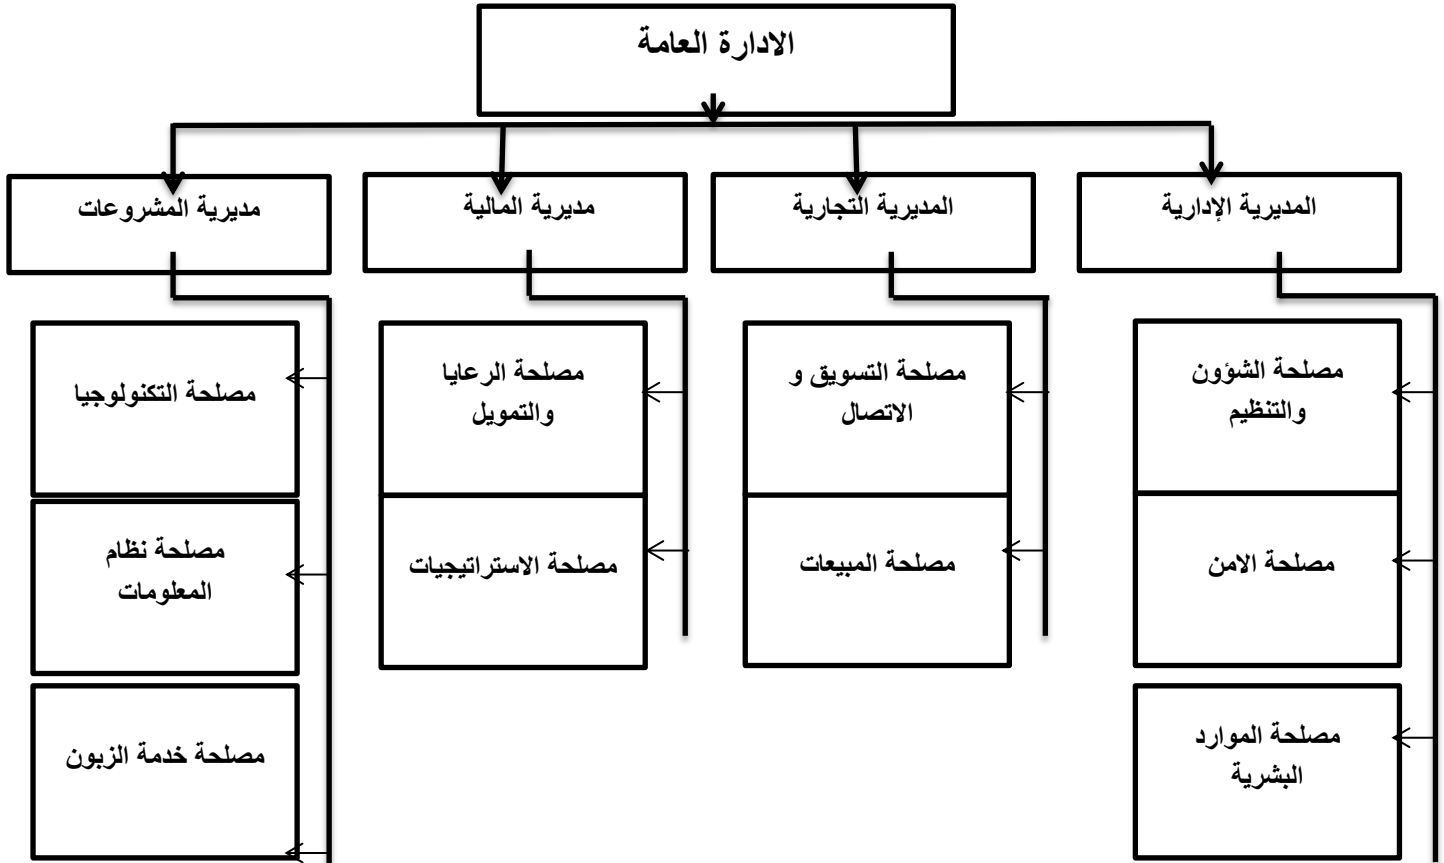 الادارة العامة
المديرية الإدارية
المديرية التجارية
مديرية المالية
مديرية المشروعات
مصلحة الشؤون
والتنظيم
مصلحة التسويق و
الاتصال
مصلحة الرعايا
والتمويل
مصلحة التكنولوجيا
مصلحة الامن
مصلحة المبيعات
مصلحة الاستراتيجيات
مصلحة نظام
المعلومات
مصلحة الموارد
البشرية
مصلحة خدمة الزبون